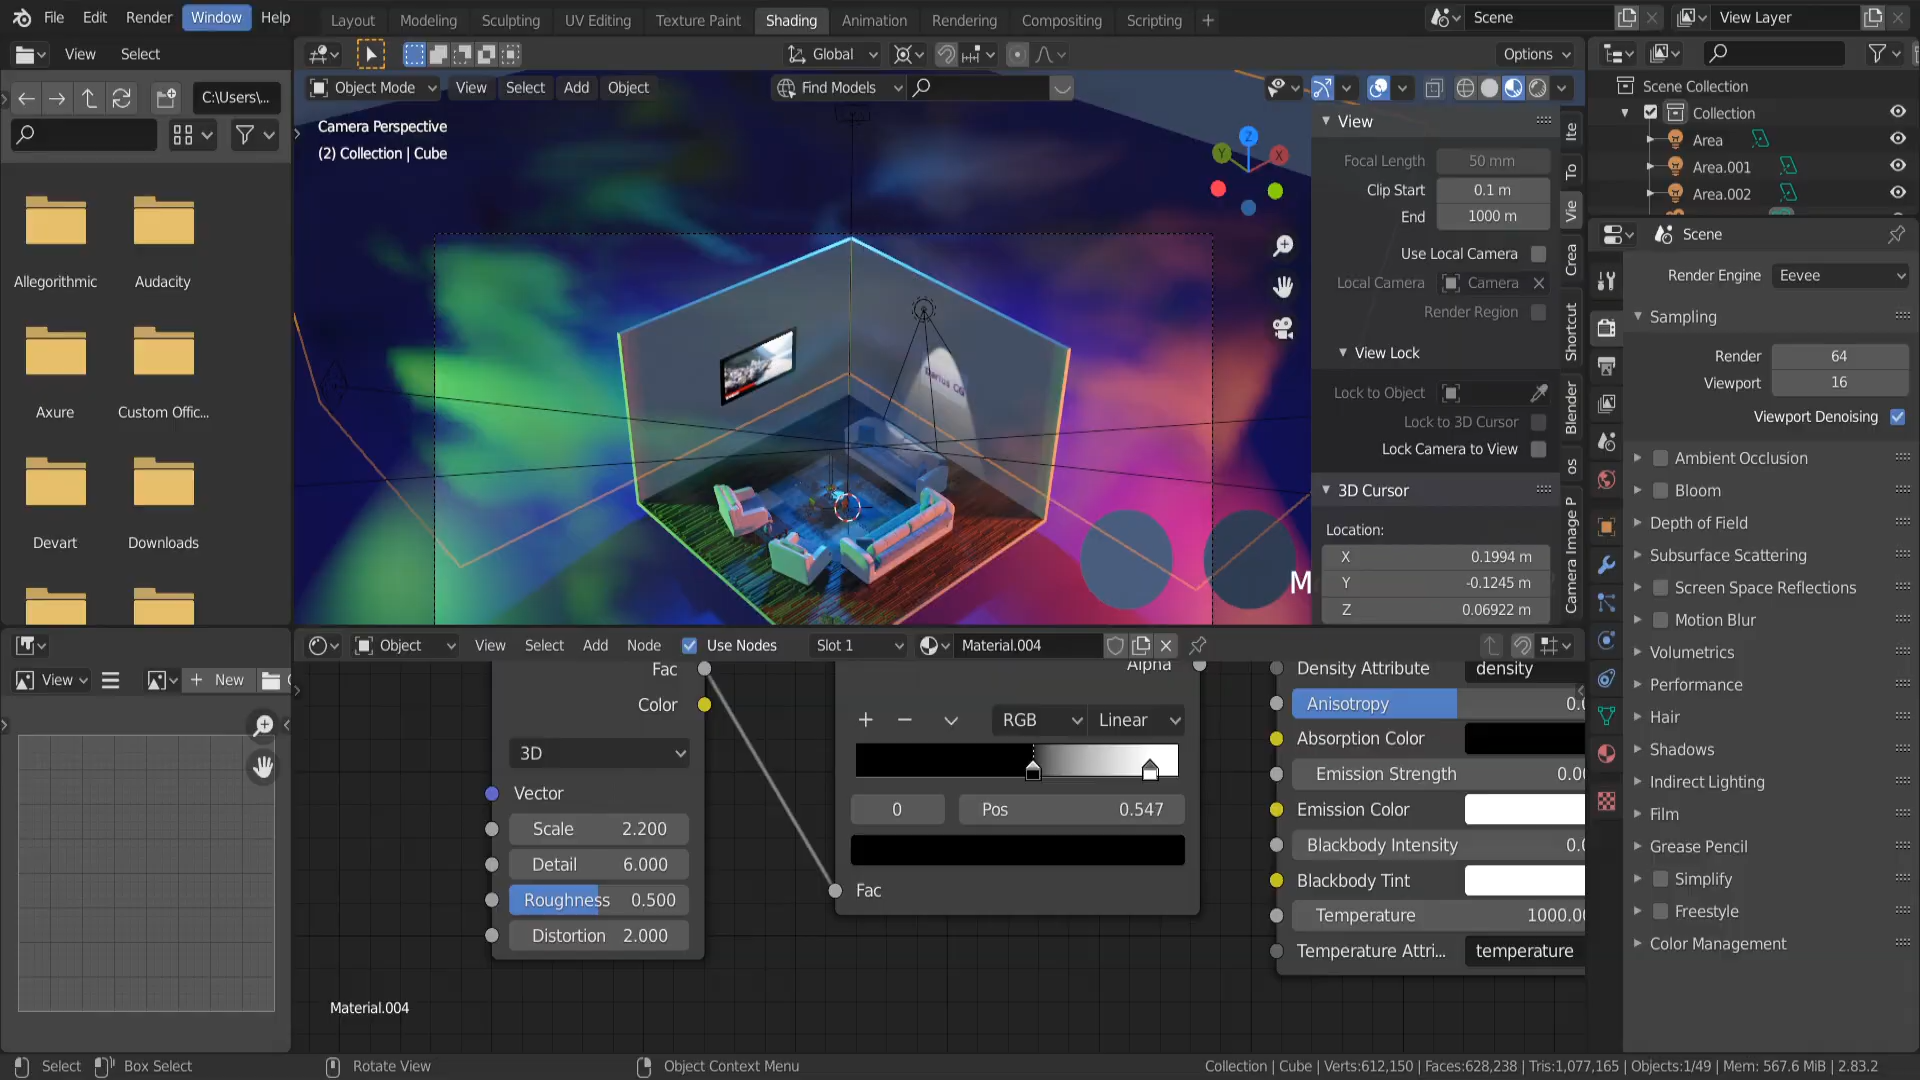 File Edit Render Window Help
Layout Modeling Sculpting UV Editing Texture Paint Shading Animation Rendering Compositing Scripting +
Scene
View Layer
View Select
Global
Options
C:\Users\...
Object Mode View Select Add Object
Find Models
Camera Perspective
(2) Collection | Cube
Z
Y
X
Allegorithmic
Audacity
Axure
Custom Offic...
Devart
Downloads
M
View
Focal Length 50 mm
Clip Start 0.1 m
End 1000 m
Use Local Camera
Local Camera Camera
Render Region
View Lock
Lock to Object
Lock to 3D Cursor
Lock Camera to View
3D Cursor
Location:
X 0.1994 m
Y -0.1245 m
Z 0.06922 m
Ite
To
Vie
Crea
Shortcut
Blender
os
Camera Image P
Scene Collection
Collection
Area
Area.001
Area.002
Scene
Render Engine Eevee
Sampling
Render 64
Viewport 16
Viewport Denoising
Ambient Occlusion
Bloom
Depth of Field
Subsurface Scattering
Screen Space Reflections
Motion Blur
Volumetrics
Performance
Hair
Shadows
Indirect Lighting
Film
Grease Pencil
Simplify
Freestyle
Color Management
View
New
Object View Select Add Node Use Nodes Slot 1 Material.004
Fac
Color
3D
Vector
Scale 2.200
Detail 6.000
Roughness 0.500
Distortion 2.000
Alpha
RGB Linear
0 Pos 0.547
Fac
Density Attribute density
Anisotropy
Absorption Color
Emission Strength
Emission Color
Blackbody Intensity
Blackbody Tint
Temperature
Temperature Attri... temperature
Material.004
Select Box Select Rotate View Object Context Menu
Collection | Cube | Verts:612,150 | Faces:628,238 | Tris:1,077,165 | Objects:1/49 | Mem: 567.6 MiB | 2.83.2